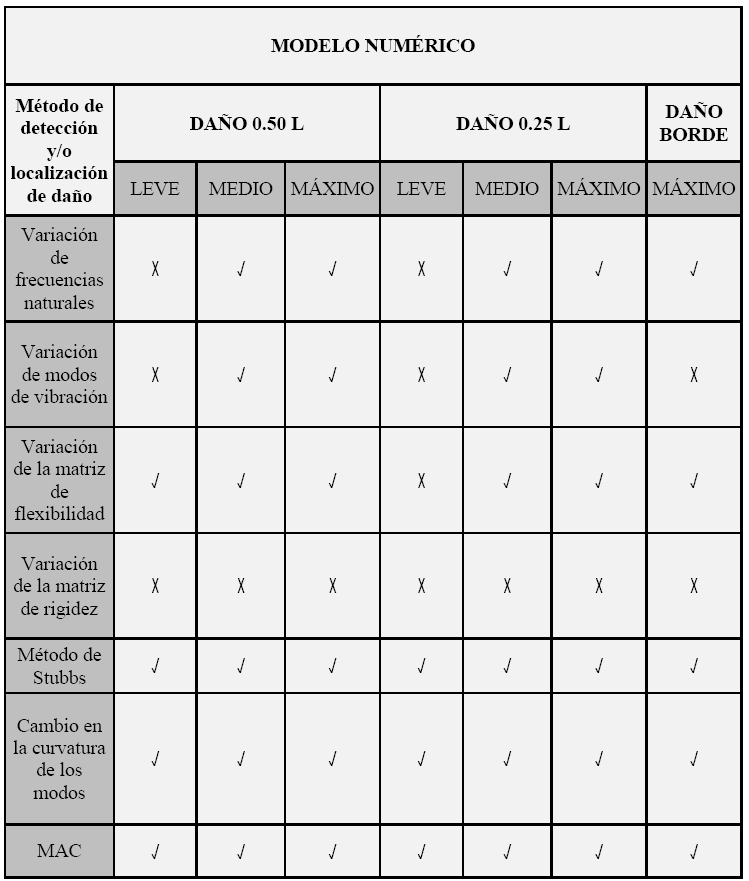 MODELO NUMÉRICO
Método de
detección
y/o
localización
de daño
DAÑO 0.50 L
DAÑO 0.25 L
DAÑO
BORDE
LEVE MEDIO MÁXIMO LEVE MEDIO MÁXIMO MÁXIMO
Variación
de
frecuencias
naturales
X √ √ X √ √ √
Variación
de modos
de vibración
X √ √ X √ √ X
Variación
de la matriz
de
flexibilidad
√ √ √ X √ √ √
Variación
de la matriz
de rigidez
X X X X X X X
Método de
Stubbs
√ √ √ √ √ √ √
Cambio en
la curvatura
de los
modos
√ √ √ √ √ √ √
MAC √ √ √ √ √ √ √